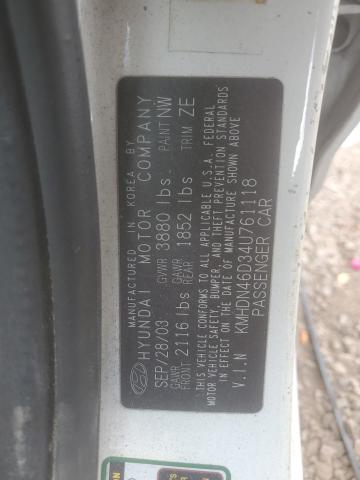 MANUFACTURED IN KOREA BY
HYUNDAI MOTOR COMPANY
SEP/28/03 GVWR 3880 lbs PAINT NW
GAWR FRONT 2116 lbs GAWR REAR 1852 lbs TRIM ZE
THIS VEHICLE CONFORMS TO ALL APPLICABLE U.S.A. FEDERAL
MOTOR VEHICLE SAFETY, BUMPER, AND THEFT PREVENTION STANDARDS
IN EFFECT ON THE DATE OF MANUFACTURE SHOWN ABOVE
V.I.N KMHDN46D34U761118
PASSENGER CAR